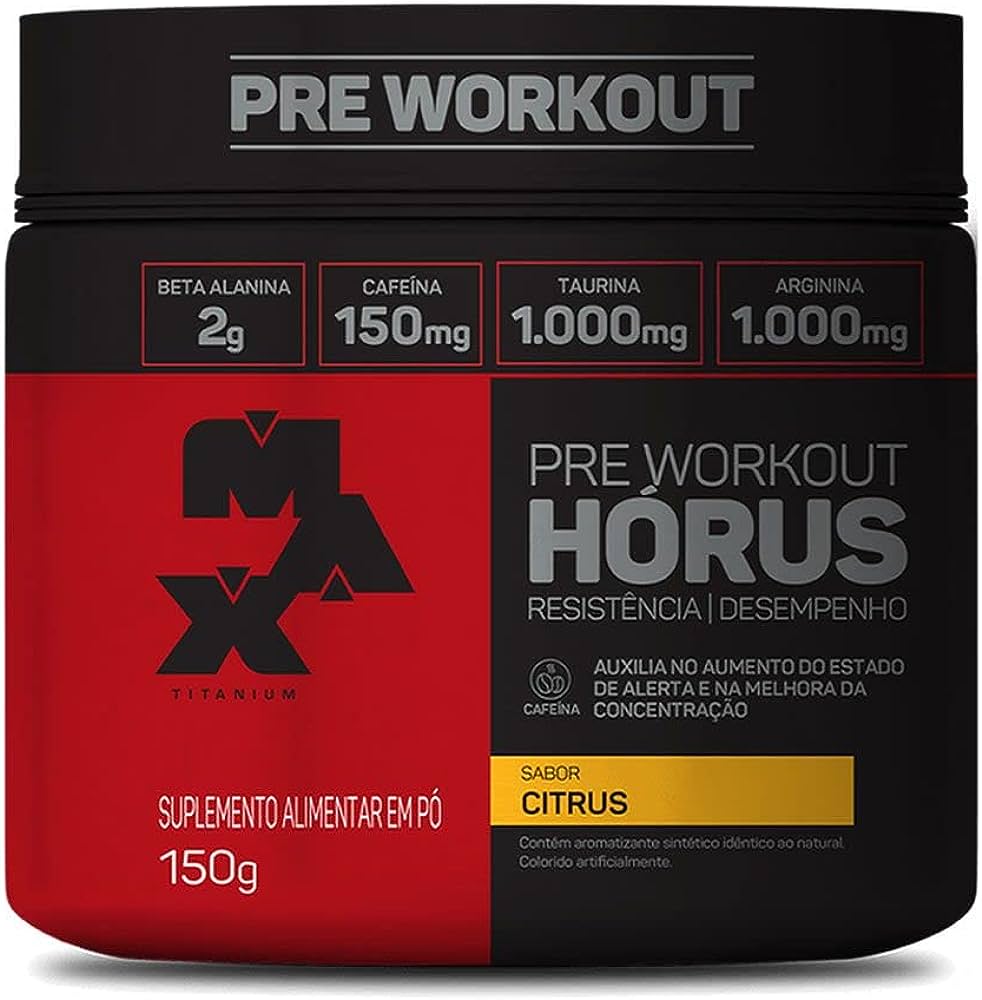 PRE WORKOUT
BETA ALANINA
2g
CAFEÍNA
150mg
TAURINA
1.000mg
ARGININA
1.000mg
MAX
TITANIUM
SUPLEMENTO ALIMENTAR EM PÓ
150g
PRE WORKOUT
HÓRUS
RESISTÊNCIA | DESEMPENHO
CAFEÍNA
AUXILIA NO AUMENTO DO ESTADO
DE ALERTA E NA MELHORA DA
CONCENTRAÇÃO
SABOR
CITRUS
Contém aromatizante sintético idêntico ao natural.
Colorido artificialmente.